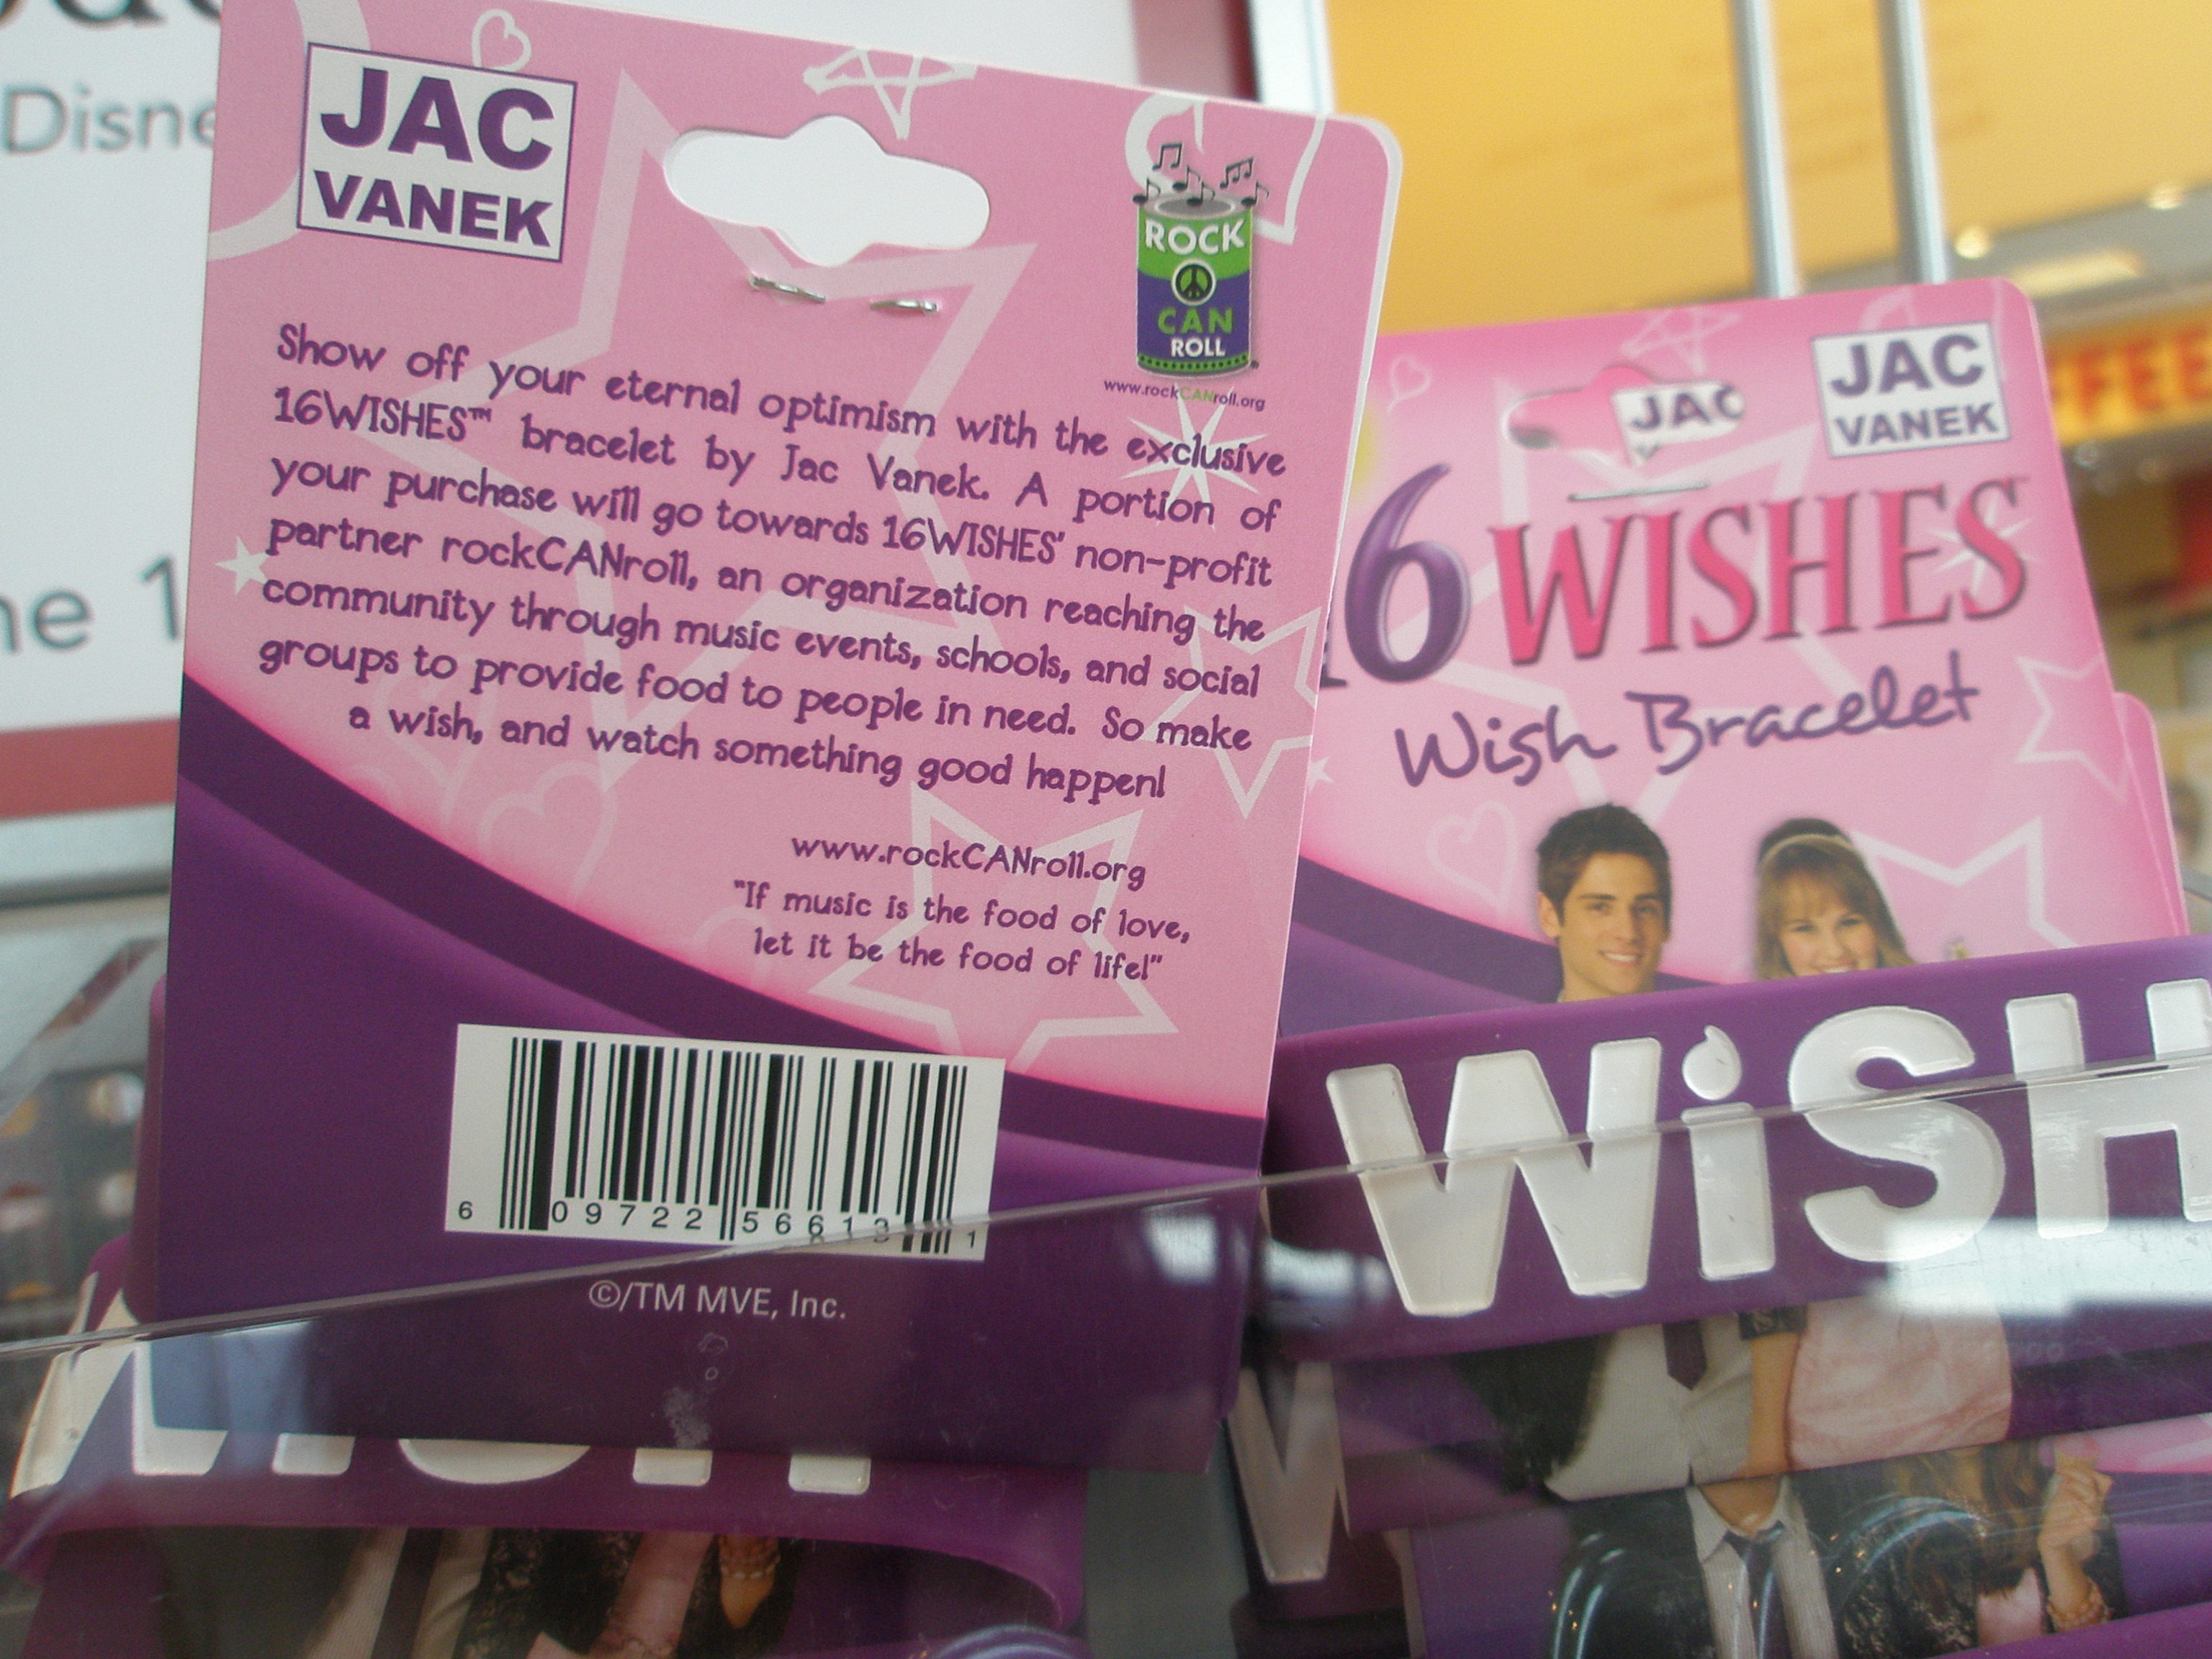 Disne
ne 1
JAC
VANEK
ROCK
CAN
ROLL
www.rockCANroll.org
Show off your eternal optimism with the exclusive
16WISHES™ bracelet by Jac Vanek. A portion of
your purchase will go towards 16WISHES' non-profit
partner rockCANroll, an organization reaching the
community through music events, schools, and social
groups to provide food to people in need. So make
a wish, and watch something good happen!
www.rockCANroll.org
"If music is the food of love,
let it be the food of life!"
6 09722 56613 1
©/TM MVE, Inc.
JAC
JAC
VANEK
16 WISHES
Wish Bracelet
WiSH
FFEE